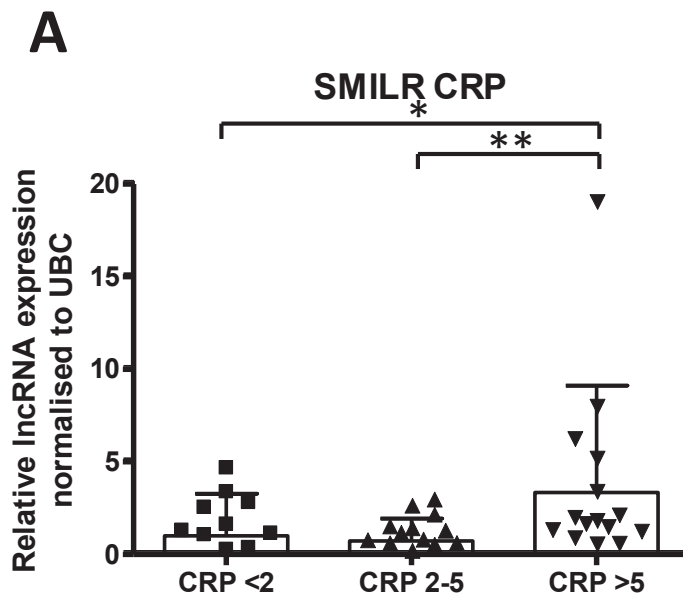 A
SMILR CRP
*
**
Relative lncRNA expression
normalised to UBC
20
15
10
5
0
CRP <2
CRP 2-5
CRP >5